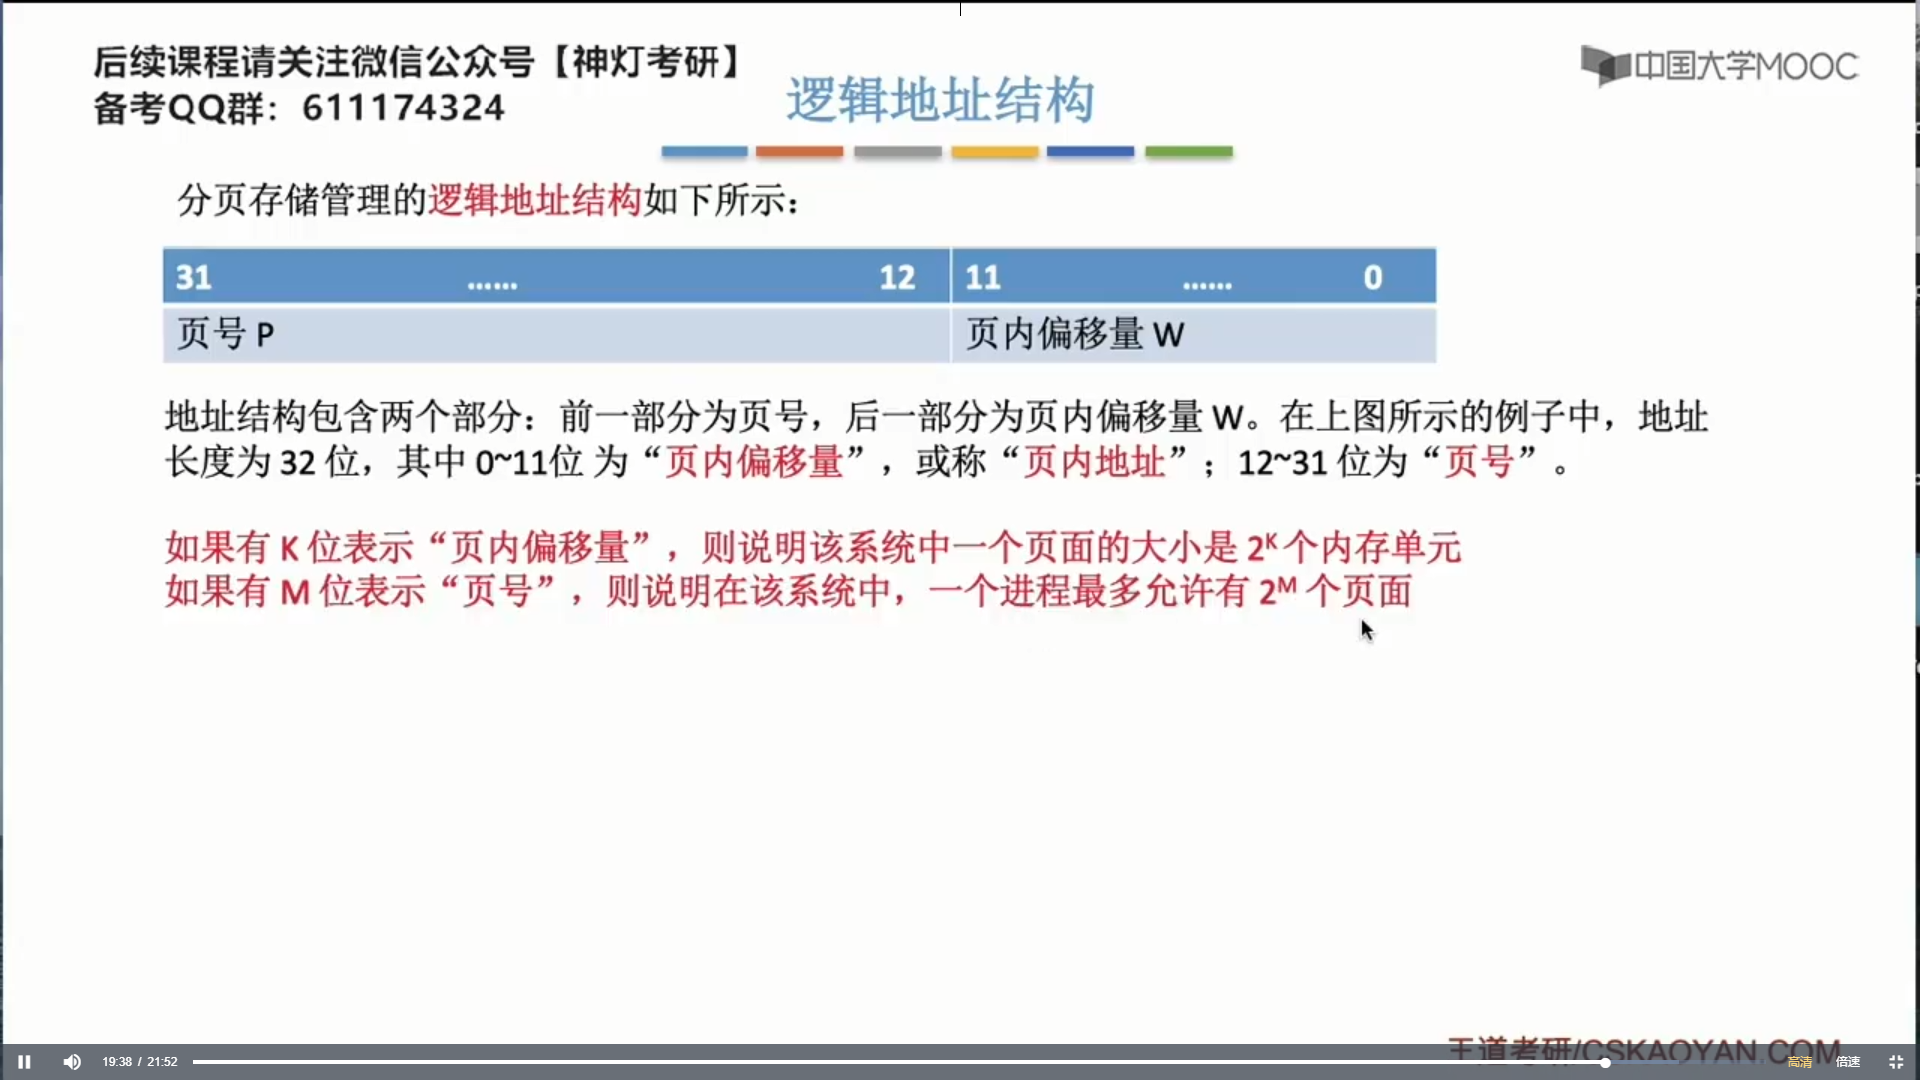 后续课程请关注微信公众号【神灯考研】
备考QQ群：611174324
中国大学MOOC
逻辑地址结构
分页存储管理的逻辑地址结构如下所示：
31 …… 12 11 …… 0
页号 P 页内偏移量 W
地址结构包含两个部分：前一部分为页号，后一部分为页内偏移量 W。在上图所示的例子中，地址
长度为 32 位，其中 0~11位 为“页内偏移量”，或称“页内地址”；12~31 位为“页号”。
如果有 K 位表示“页内偏移量”，则说明该系统中一个页面的大小是 2ᴷ 个内存单元
如果有 M 位表示“页号”，则说明在该系统中，一个进程最多允许有 2ᴹ 个页面
王道考研/CSKAOYAN.COM
19:38 / 21:52 高清 倍速